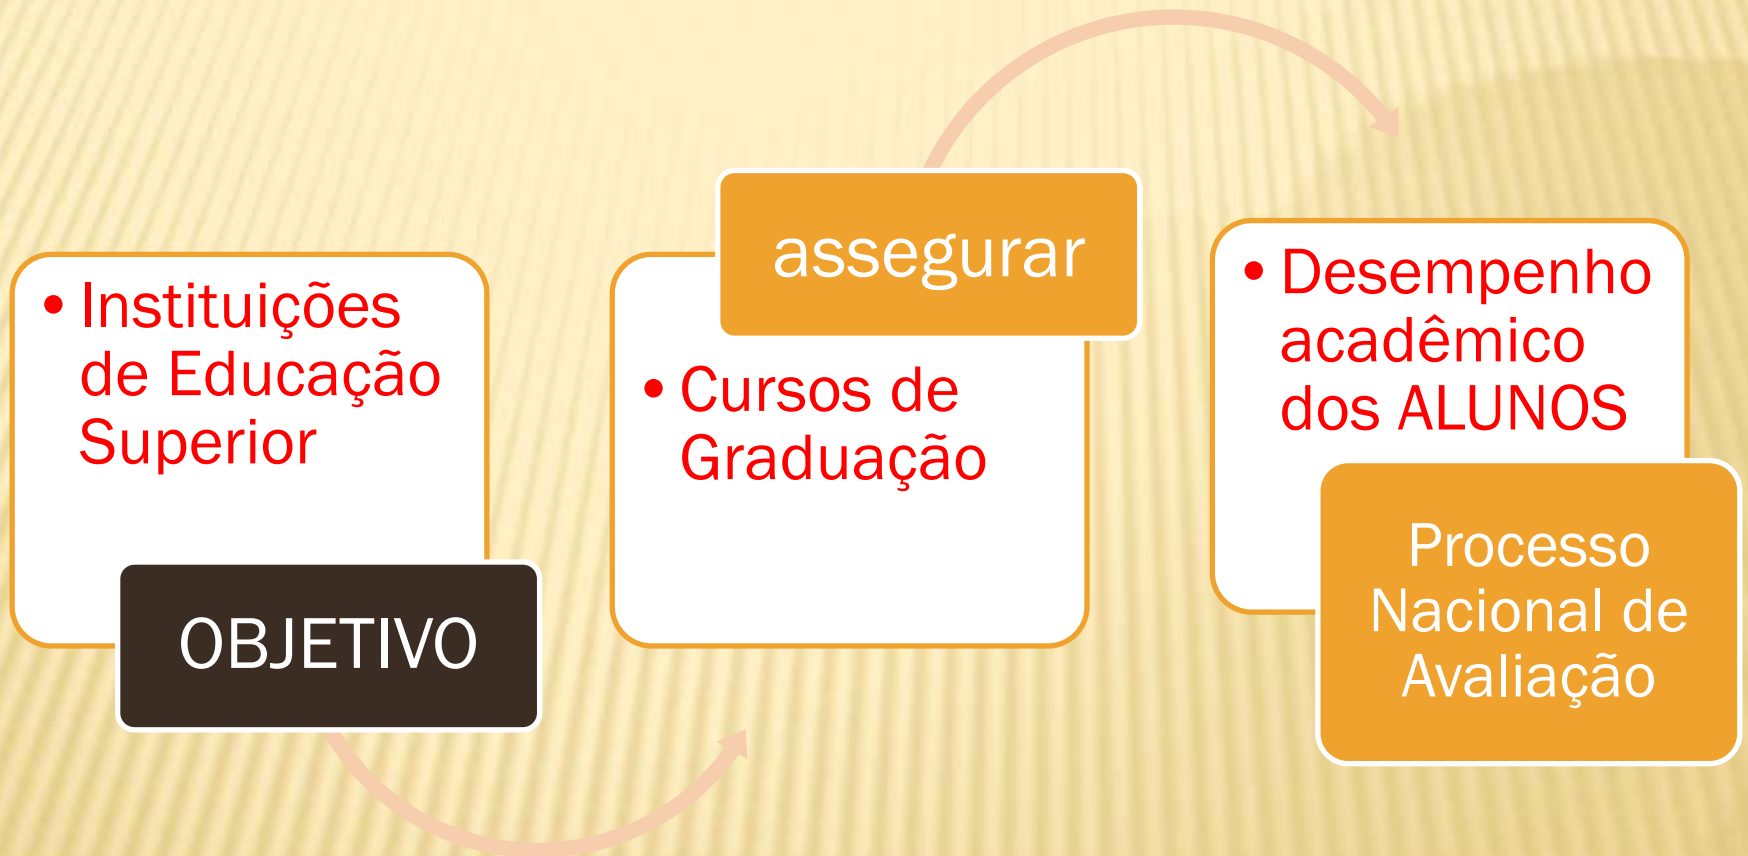 • Instituições
de Educação
Superior
OBJETIVO
assegurar
• Cursos de
Graduação
• Desempenho
acadêmico
dos ALUNOS
Processo
Nacional de
Avaliação